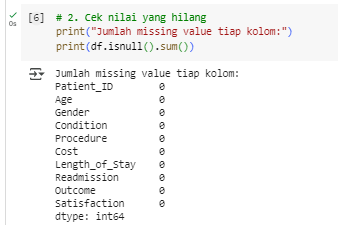 [6] # 2. Cek nilai yang hilang
print("Jumlah missing value tiap kolom:")
0s print(df.isnull().sum())
Jumlah missing value tiap kolom:
Patient_ID 0
Age 0
Gender 0
Condition 0
Procedure 0
Cost 0
Length_of_Stay 0
Readmission 0
Outcome 0
Satisfaction 0
dtype: int64